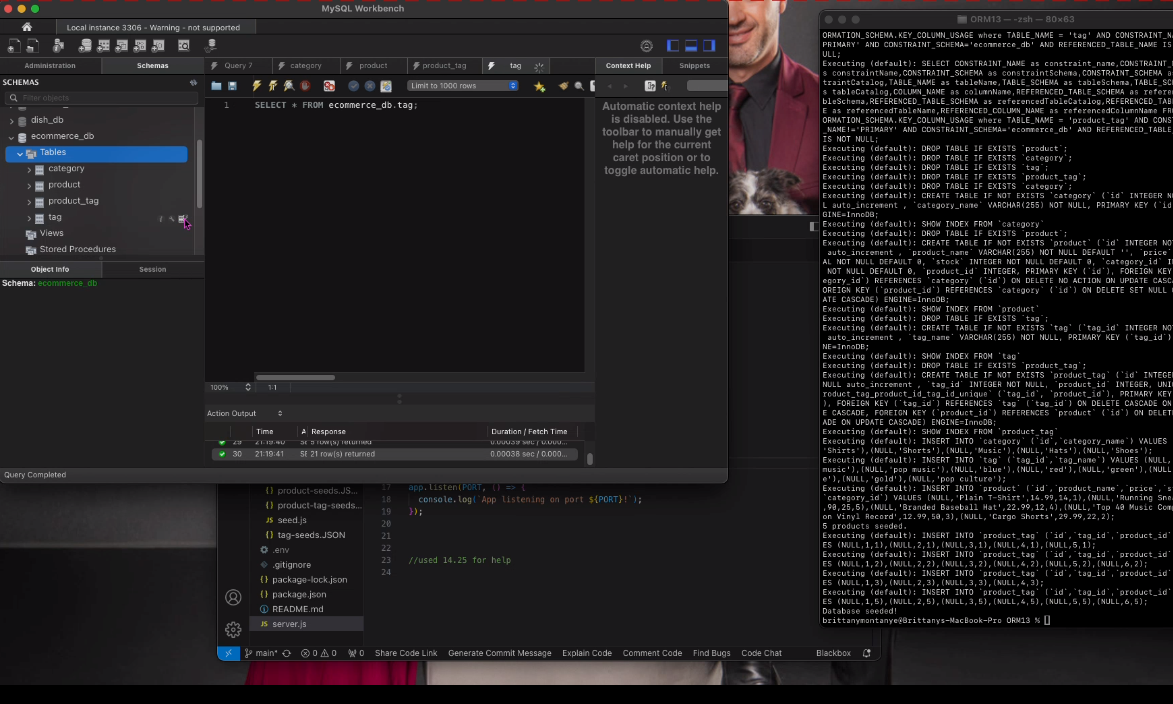 MySQL Workbench
Local instance 3306 - Warning - not supported
Administration
Schemas
SCHEMAS
Filter objects
dish_db
ecommerce_db
Tables
category
product
product_tag
tag
Views
Stored Procedures
Object Info
Session
Schema: ecommerce_db
Query 7
category
product
product_tag
tag
Limit to 1000 rows
1 SELECT * FROM ecommerce_db.tag;
100%
1:1
Context Help
Snippets
Automatic context help
is disabled. Use the
toolbar to manually get
help for the current
caret position or to
toggle automatic help.
Action Output
Time
A
Response
Duration / Fetch Time
29 21:19:40 SE 5 row(s) returned 0.00039 sec / 0.000...
30 21:19:41 SE 21 row(s) returned 0.00038 sec / 0.000...
Query Completed
product-seeds.JS...
product-tag-seeds...
JS seed.js
tag-seeds.JSON
.env
.gitignore
package-lock.json
package.json
README.md
JS server.js
17 app.listen(PORT, () => {
18 console.log(`App listening on port ${PORT}!`);
19 });
20
21
22
23 //used 14.25 for help
24
main*
0
0
0
Share Code Link
Generate Commit Message
Explain Code
Comment Code
Find Bugs
Code Chat
Blackbox
ORM13 — -zsh — 80×63
ORMATION_SCHEMA.KEY_COLUMN_USAGE where TABLE_NAME = 'tag' AND CONSTRAINT_N
PRIMARY' AND CONSTRAINT_SCHEMA='ecommerce_db' AND REFERENCED_TABLE_NAME IS
ULL;
Executing (default): SELECT CONSTRAINT_NAME as constraint_name,CONSTRAINT_
s constraintName,CONSTRAINT_SCHEMA as constraintSchema,CONSTRAINT_SCHEMA a
traintCatalog,TABLE_NAME as tableName,TABLE_SCHEMA as tableSchema,TABLE_SC
s tableCatalog,COLUMN_NAME as columnName,REFERENCED_TABLE_SCHEMA as refere
bleSchema,REFERENCED_TABLE_SCHEMA as referencedTableCatalog,REFERENCED_TAB
E as referencedTableName,REFERENCED_COLUMN_NAME as referencedColumnName FR
ORMATION_SCHEMA.KEY_COLUMN_USAGE where TABLE_NAME = 'product_tag' AND CONS
_NAME!='PRIMARY' AND CONSTRAINT_SCHEMA='ecommerce_db' AND REFERENCED_TABLE
IS NOT NULL;
Executing (default): DROP TABLE IF EXISTS `product`;
Executing (default): DROP TABLE IF EXISTS `category`;
Executing (default): DROP TABLE IF EXISTS `tag`;
Executing (default): DROP TABLE IF EXISTS `product_tag`;
Executing (default): DROP TABLE IF EXISTS `category`;
Executing (default): CREATE TABLE IF NOT EXISTS `category` (`id` INTEGER NO
L auto_increment , `category_name` VARCHAR(255) NOT NULL, PRIMARY KEY (`id
GINE=InnoDB;
Executing (default): SHOW INDEX FROM `category`
Executing (default): DROP TABLE IF EXISTS `product`;
Executing (default): CREATE TABLE IF NOT EXISTS `product` (`id` INTEGER NO
auto_increment , `product_name` VARCHAR(255) NOT NULL DEFAULT '', `price`
AL NOT NULL DEFAULT 0, `stock` INTEGER NOT NULL DEFAULT 0, `category_id` I
NOT NULL DEFAULT 0, `product_id` INTEGER, PRIMARY KEY (`id`), FOREIGN KEY
egory_id`) REFERENCES `category` (`id`) ON DELETE NO ACTION ON UPDATE CASC
OREIGN KEY (`product_id`) REFERENCES `category` (`id`) ON DELETE SET NULL
ATE CASCADE) ENGINE=InnoDB;
Executing (default): SHOW INDEX FROM `product`
Executing (default): DROP TABLE IF EXISTS `tag`;
Executing (default): CREATE TABLE IF NOT EXISTS `tag` (`tag_id` INTEGER NO
auto_increment , `tag_name` VARCHAR(255) NOT NULL, PRIMARY KEY (`tag_id`)
NE=InnoDB;
Executing (default): SHOW INDEX FROM `tag`
Executing (default): DROP TABLE IF EXISTS `product_tag`;
Executing (default): CREATE TABLE IF NOT EXISTS `product_tag` (`id` INTEGE
NULL auto_increment , `tag_id` INTEGER NOT NULL, `product_id` INTEGER, UNI
roduct_tag_product_id_tag_id_unique` (`tag_id`, `product_id`), PRIMARY KEY
), FOREIGN KEY (`tag_id`) REFERENCES `tag` (`tag_id`) ON DELETE CASCADE ON
E CASCADE, FOREIGN KEY (`product_id`) REFERENCES `product` (`id`) ON DELET
ADE ON UPDATE CASCADE) ENGINE=InnoDB;
Executing (default): SHOW INDEX FROM `product_tag`
Executing (default): INSERT INTO `category` (`id`,`category_name`) VALUES
'Shirts'),(NULL,'Shorts'),(NULL,'Music'),(NULL,'Hats'),(NULL,'Shoes');
Executing (default): INSERT INTO `tag` (`tag_id`,`tag_name`) VALUES (NULL,
music'),(NULL,'pop music'),(NULL,'blue'),(NULL,'red'),(NULL,'green'),(NULL
e'),(NULL,'gold'),(NULL,'pop culture');
Executing (default): INSERT INTO `product` (`id`,`product_name`,`price`,`st
`category_id`) VALUES (NULL,'Plain T-Shirt',14.99,14,1),(NULL,'Running Sne
,90,25,5),(NULL,'Branded Baseball Hat',22.99,12,4),(NULL,'Top 40 Music Com
on Vinyl Record',12.99,50,3),(NULL,'Cargo Shorts',29.99,22,2);
5 products seeded.
Executing (default): INSERT INTO `product_tag` (`id`,`tag_id`,`product_id`
ES (NULL,1,1),(NULL,2,1),(NULL,3,1),(NULL,4,1),(NULL,5,1);
Executing (default): INSERT INTO `product_tag` (`id`,`tag_id`,`product_id`
ES (NULL,1,2),(NULL,2,2),(NULL,3,2),(NULL,4,2),(NULL,5,2),(NULL,6,2);
Executing (default): INSERT INTO `product_tag` (`id`,`tag_id`,`product_id`
ES (NULL,1,3),(NULL,2,3),(NULL,3,3),(NULL,4,3);
Executing (default): INSERT INTO `product_tag` (`id`,`tag_id`,`product_id`
ES (NULL,1,5),(NULL,2,5),(NULL,3,5),(NULL,4,5),(NULL,5,5),(NULL,6,5);
Database seeded!
brittanymontanye@Brittanys-MacBook-Pro ORM13 %